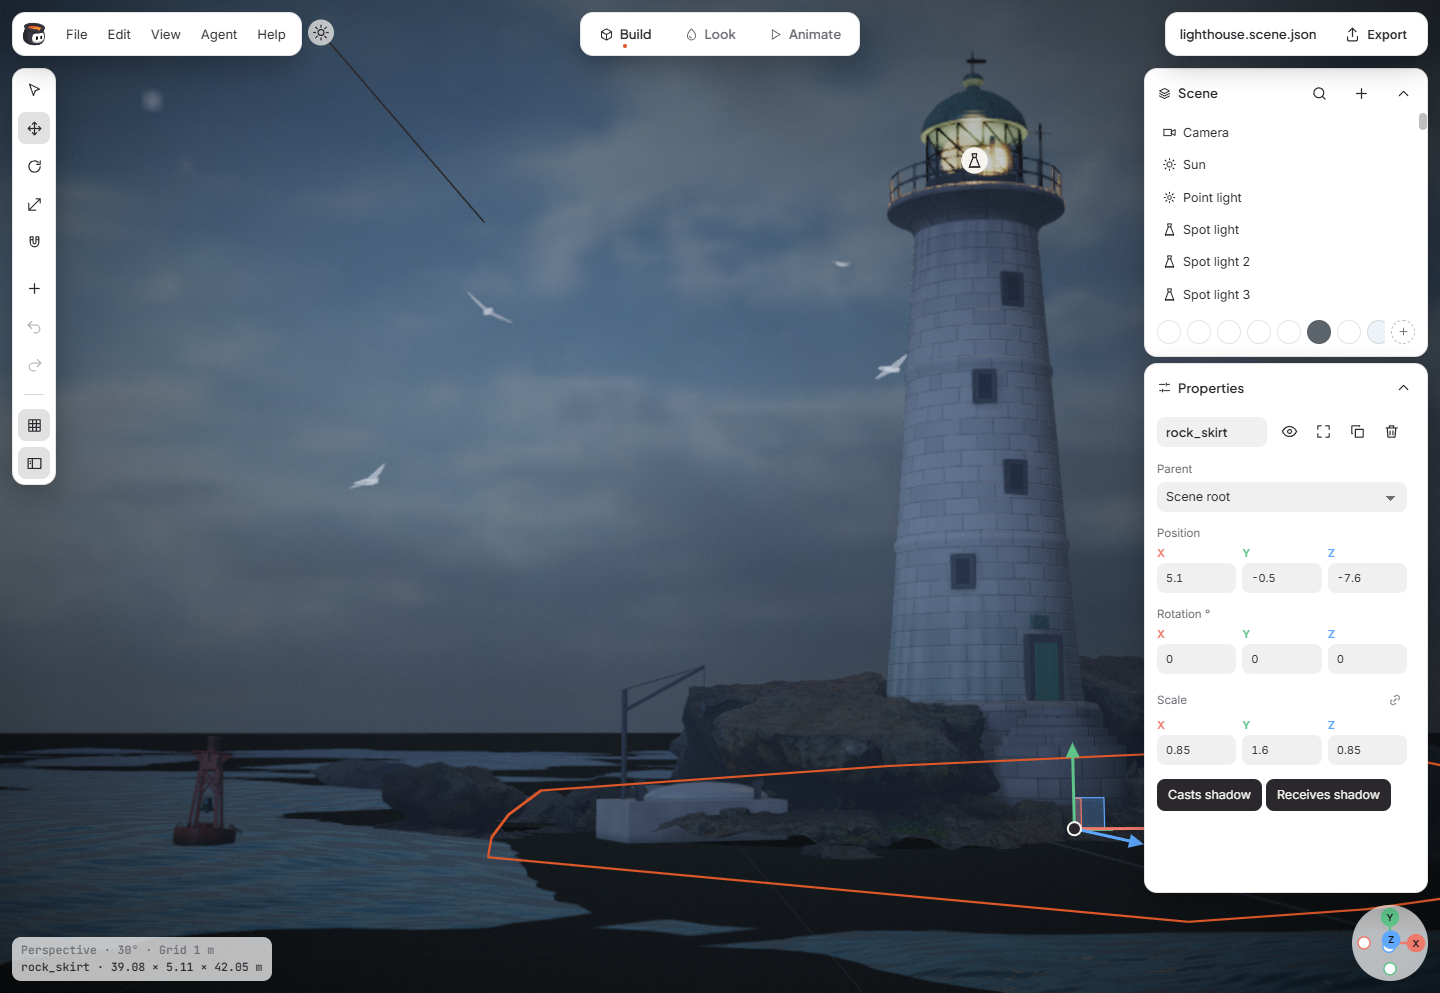 File Edit View Agent Help
Build Look Animate
lighthouse.scene.json Export
Scene
Camera
Sun
Point light
Spot light
Spot light 2
Spot light 3
Properties
rock_skirt
Parent
Scene root
Position
X Y Z
5.1 -0.5 -7.6
Rotation °
X Y Z
0 0 0
Scale
X Y Z
0.85 1.6 0.85
Casts shadow Receives shadow
Perspective · 30° · Grid 1 m
rock_skirt · 39.08 × 5.11 × 42.05 m
Y
Z X